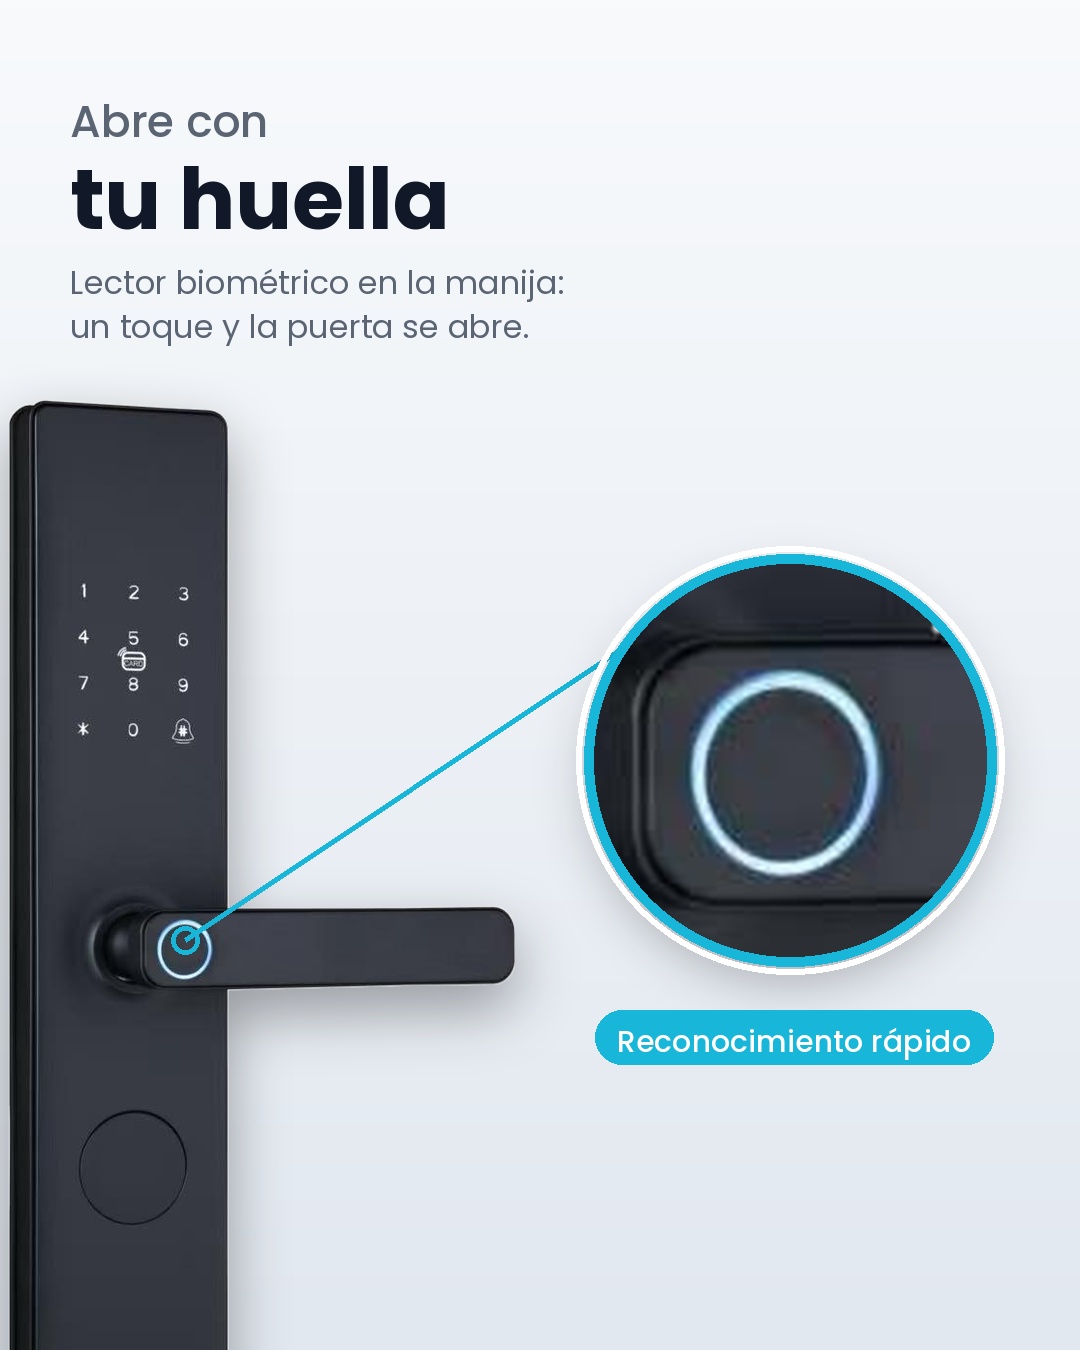 Abre con
tu huella
Lector biométrico en la manija:
un toque y la puerta se abre.
1 2 3
4 5 6
CARD
7 8 9
* 0 #
Reconocimiento rápido